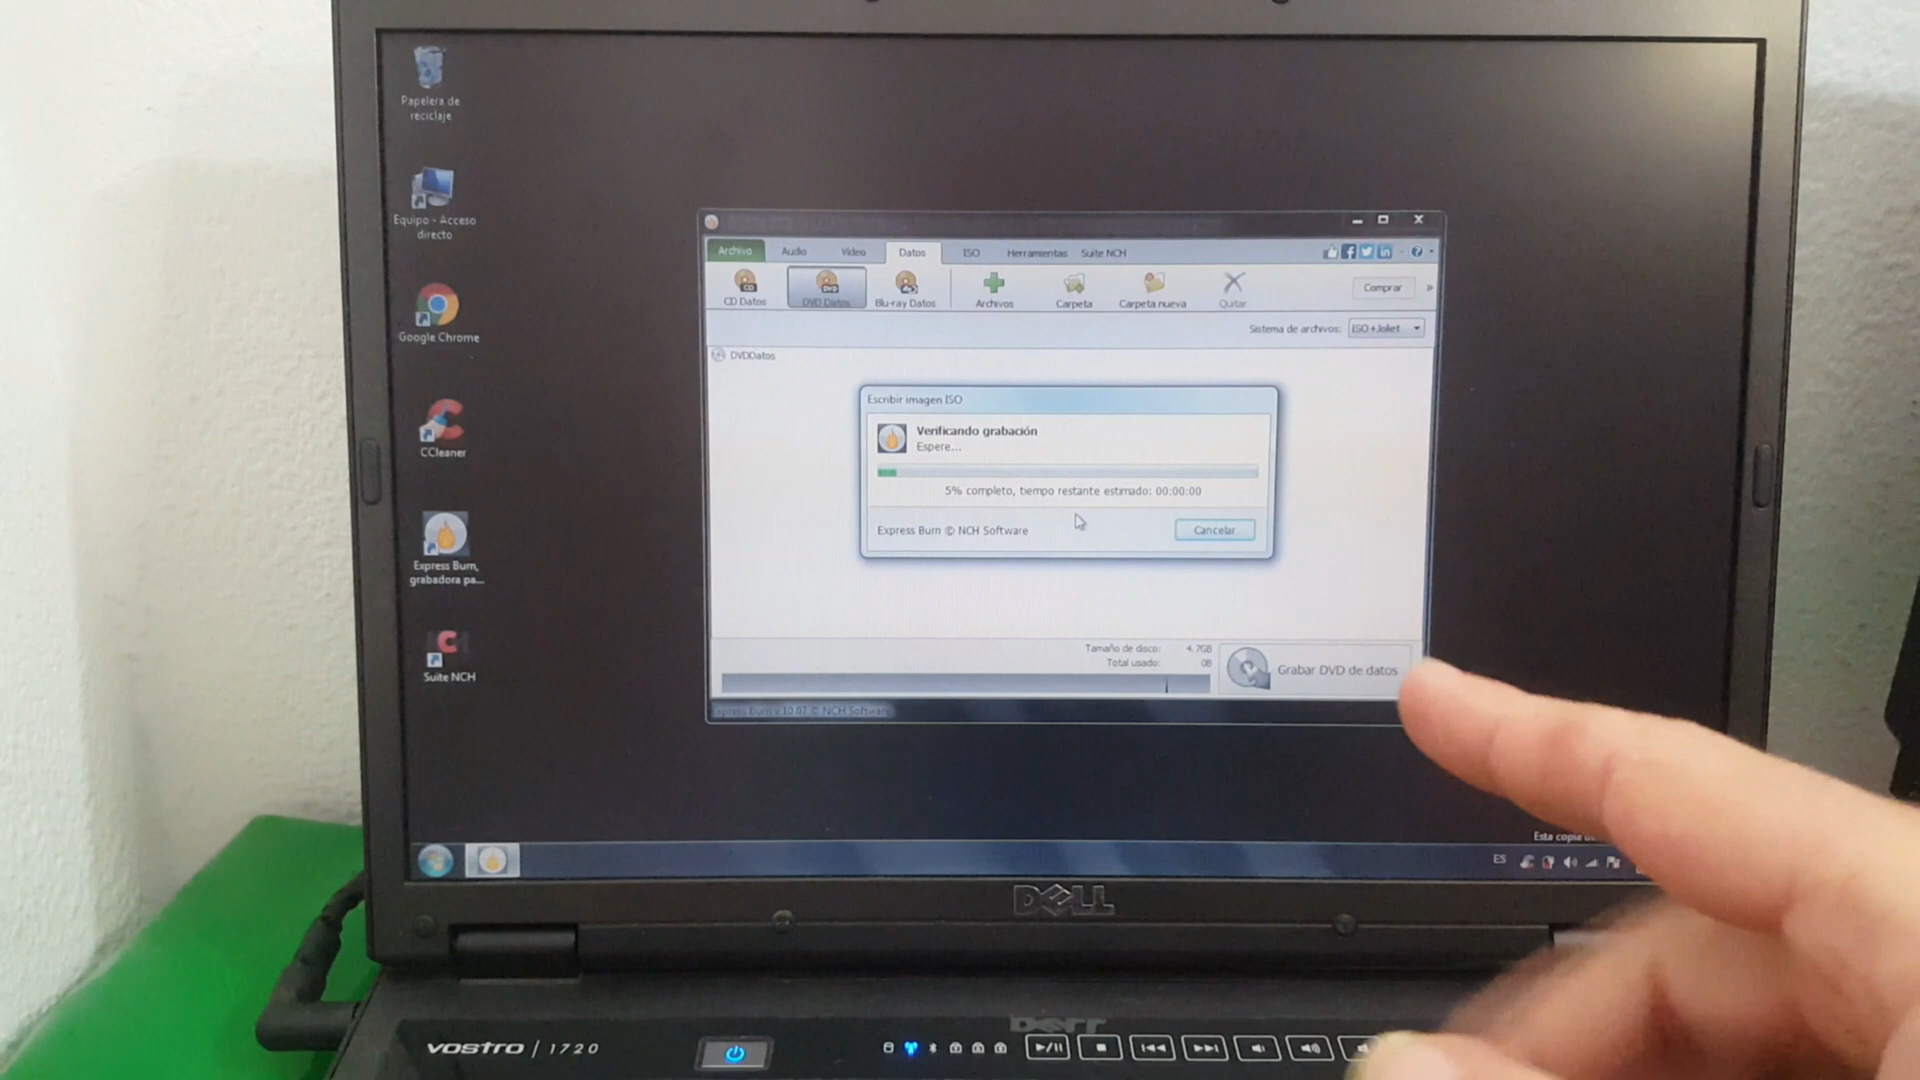 Papelera de
reciclaje
Equipo - Acceso
directo
Google Chrome
CCleaner
Express Burn,
grabadora pa...
Suite NCH
Archivo Audio Video Datos ISO Herramientas Suite NCH
CD Datos DVD Datos Blu-ray Datos Archivos Carpeta Carpeta nueva Quitar Comprar »
Sistema de archivos: ISO+Joliet
DVDDatos
Escribir imagen ISO
Verificando grabación
Espere...
5% completo, tiempo restante estimado: 00:00:00
Express Burn © NCH Software
Cancelar
Tamaño de disco: 4.7GB
Total usado: 0B
Grabar DVD de datos
Express Burn v 10.07 © NCH Software
Esta copia
ES
DELL
VOSTRO | 1720